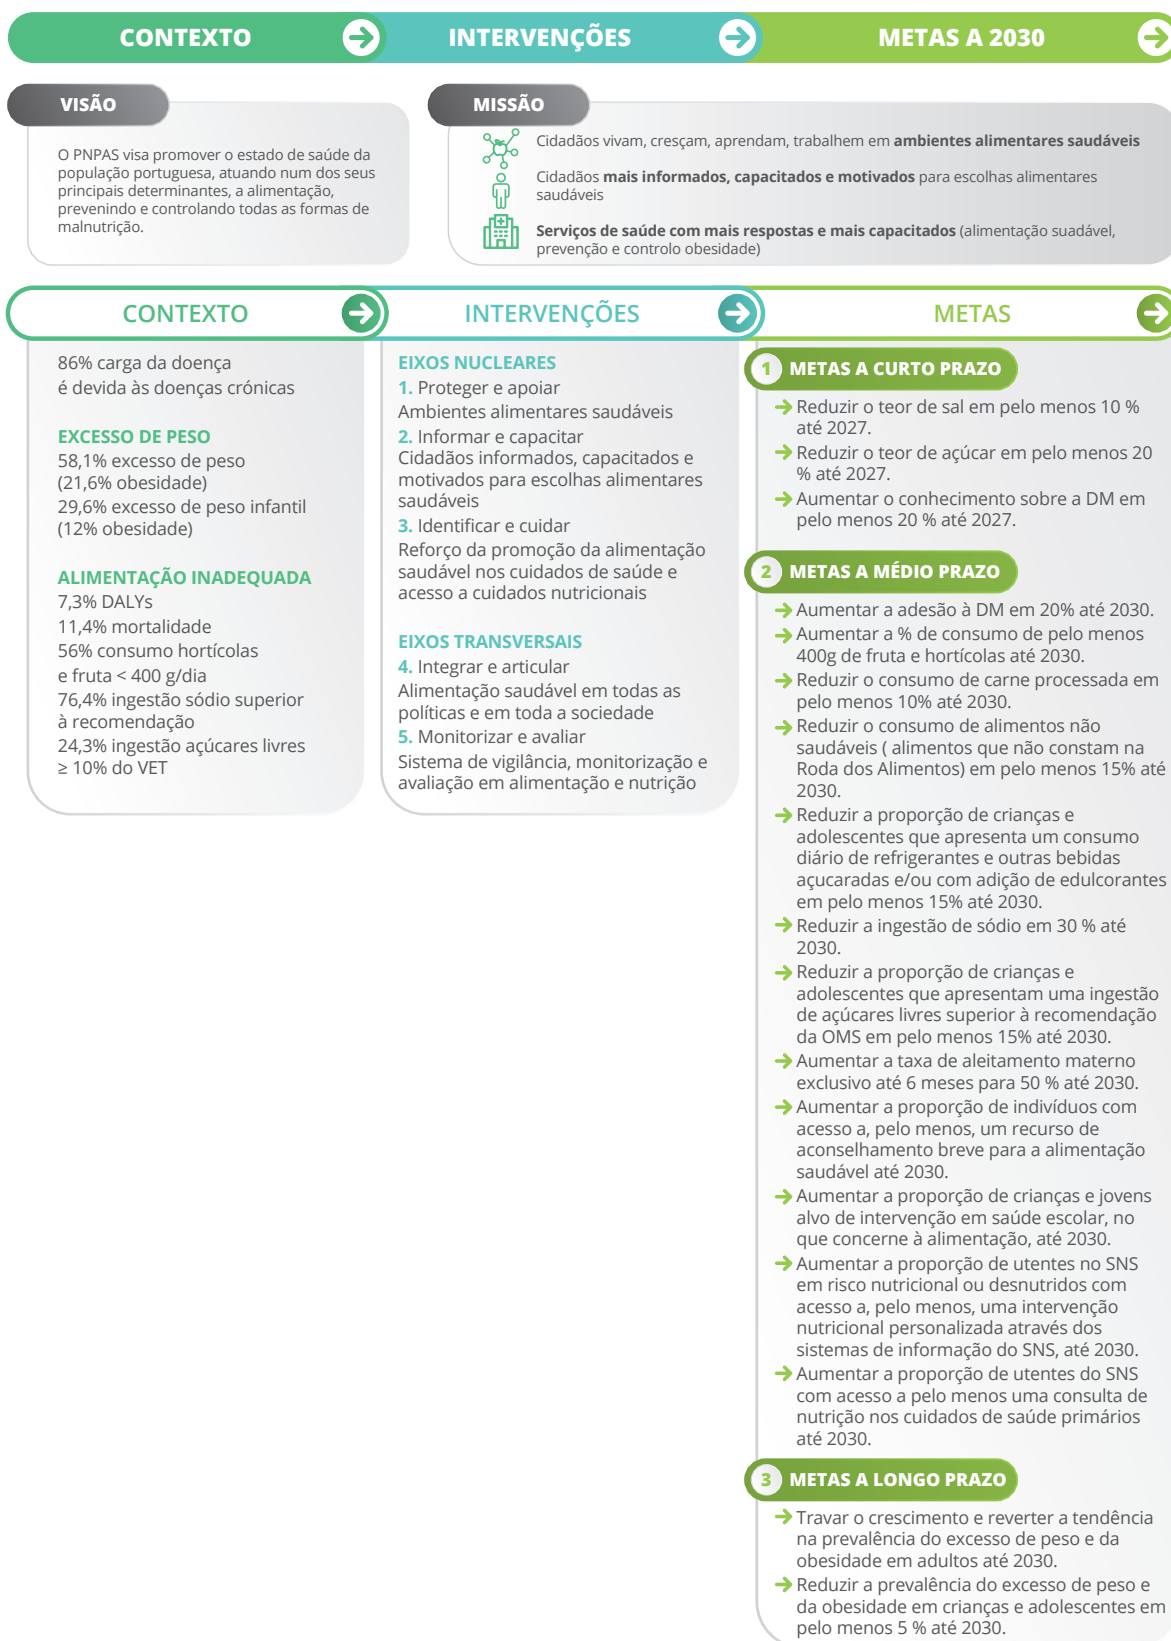 CONTEXTO
INTERVENÇÕES
METAS A 2030
VISÃO
O PNPAS visa promover o estado de saúde da
população portuguesa, atuando num dos seus
principais determinantes, a alimentação,
prevenindo e controlando todas as formas de
malnutrição.
MISSÃO
Cidadãos vivam, cresçam, aprendam, trabalhem em ambientes alimentares saudáveis
Cidadãos mais informados, capacitados e motivados para escolhas alimentares
saudáveis
Serviços de saúde com mais respostas e mais capacitados (alimentação suadável,
prevenção e controlo obesidade)
CONTEXTO
86% carga da doença
é devida às doenças crónicas
EXCESSO DE PESO
58,1% excesso de peso
(21,6% obesidade)
29,6% excesso de peso infantil
(12% obesidade)
ALIMENTAÇÃO INADEQUADA
7,3% DALYs
11,4% mortalidade
56% consumo hortícolas
e fruta < 400 g/dia
76,4% ingestão sódio superior
à recomendação
24,3% ingestão açúcares livres
≥ 10% do VET
INTERVENÇÕES
EIXOS NUCLEARES
1. Proteger e apoiar
Ambientes alimentares saudáveis
2. Informar e capacitar
Cidadãos informados, capacitados e
motivados para escolhas alimentares
saudáveis
3. Identificar e cuidar
Reforço da promoção da alimentação
saudável nos cuidados de saúde e
acesso a cuidados nutricionais
EIXOS TRANSVERSAIS
4. Integrar e articular
Alimentação saudável em todas as
políticas e em toda a sociedade
5. Monitorizar e avaliar
Sistema de vigilância, monitorização e
avaliação em alimentação e nutrição
METAS
1 METAS A CURTO PRAZO
Reduzir o teor de sal em pelo menos 10 %
até 2027.
Reduzir o teor de açúcar em pelo menos 20
% até 2027.
Aumentar o conhecimento sobre a DM em
pelo menos 20 % até 2027.
2 METAS A MÉDIO PRAZO
Aumentar a adesão à DM em 20% até 2030.
Aumentar a % de consumo de pelo menos
400g de fruta e hortícolas até 2030.
Reduzir o consumo de carne processada em
pelo menos 10% até 2030.
Reduzir o consumo de alimentos não
saudáveis ( alimentos que não constam na
Roda dos Alimentos) em pelo menos 15% até
2030.
Reduzir a proporção de crianças e
adolescentes que apresenta um consumo
diário de refrigerantes e outras bebidas
açucaradas e/ou com adição de edulcorantes
em pelo menos 15% até 2030.
Reduzir a ingestão de sódio em 30 % até
2030.
Reduzir a proporção de crianças e
adolescentes que apresentam uma ingestão
de açúcares livres superior à recomendação
da OMS em pelo menos 15% até 2030.
Aumentar a taxa de aleitamento materno
exclusivo até 6 meses para 50 % até 2030.
Aumentar a proporção de indivíduos com
acesso a, pelo menos, um recurso de
aconselhamento breve para a alimentação
saudável até 2030.
Aumentar a proporção de crianças e jovens
alvo de intervenção em saúde escolar, no
que concerne à alimentação, até 2030.
Aumentar a proporção de utentes no SNS
em risco nutricional ou desnutridos com
acesso a, pelo menos, uma intervenção
nutricional personalizada através dos
sistemas de informação do SNS, até 2030.
Aumentar a proporção de utentes do SNS
com acesso a pelo menos uma consulta de
nutrição nos cuidados de saúde primários
até 2030.
3 METAS A LONGO PRAZO
Travar o crescimento e reverter a tendência
na prevalência do excesso de peso e da
obesidade em adultos até 2030.
Reduzir a prevalência do excesso de peso e
da obesidade em crianças e adolescentes em
pelo menos 5 % até 2030.